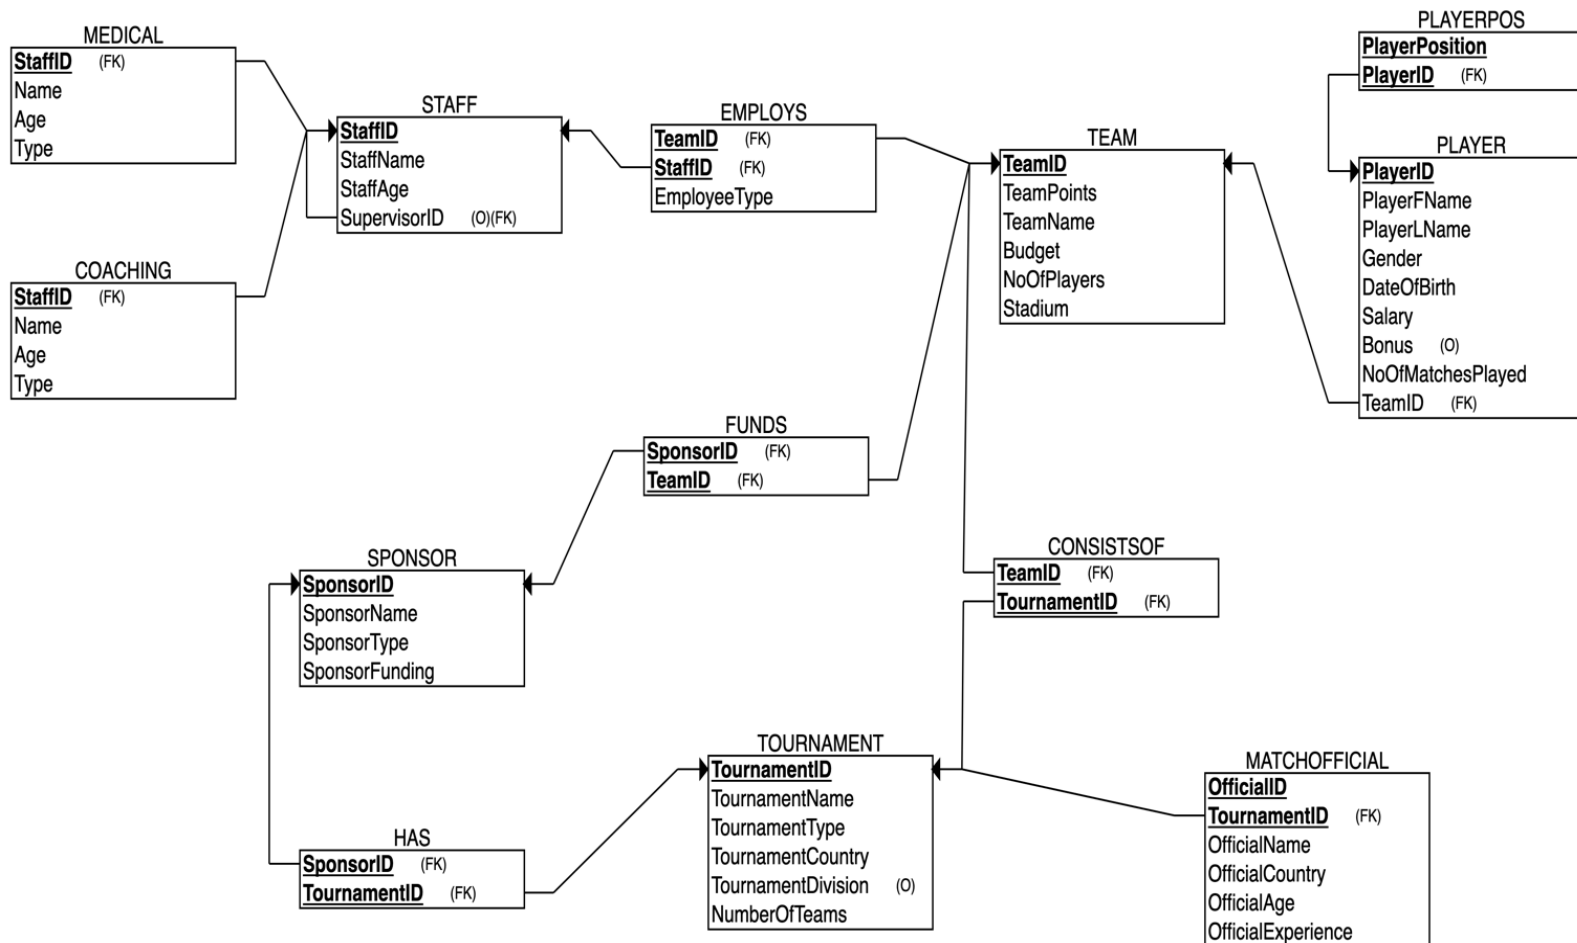 MEDICAL
StaffID (FK)
Name
Age
Type
STAFF
StaffID
StaffName
StaffAge
SupervisorID (O)(FK)
COACHING
StaffID (FK)
Name
Age
Type
EMPLOYS
TeamID (FK)
StaffID (FK)
EmployeeType
TEAM
TeamID
TeamPoints
TeamName
Budget
NoOfPlayers
Stadium
PLAYERPOS
PlayerPosition
PlayerID (FK)
PLAYER
PlayerID
PlayerFName
PlayerLName
Gender
DateOfBirth
Salary
Bonus (O)
NoOfMatchesPlayed
TeamID (FK)
FUNDS
SponsorID (FK)
TeamID (FK)
SPONSOR
SponsorID
SponsorName
SponsorType
SponsorFunding
CONSISTSOF
TeamID (FK)
TournamentID (FK)
HAS
SponsorID (FK)
TournamentID (FK)
TOURNAMENT
TournamentID
TournamentName
TournamentType
TournamentCountry
TournamentDivision (O)
NumberOfTeams
MATCHOFFICIAL
OfficialID
TournamentID (FK)
OfficialName
OfficialCountry
OfficialAge
OfficialExperience